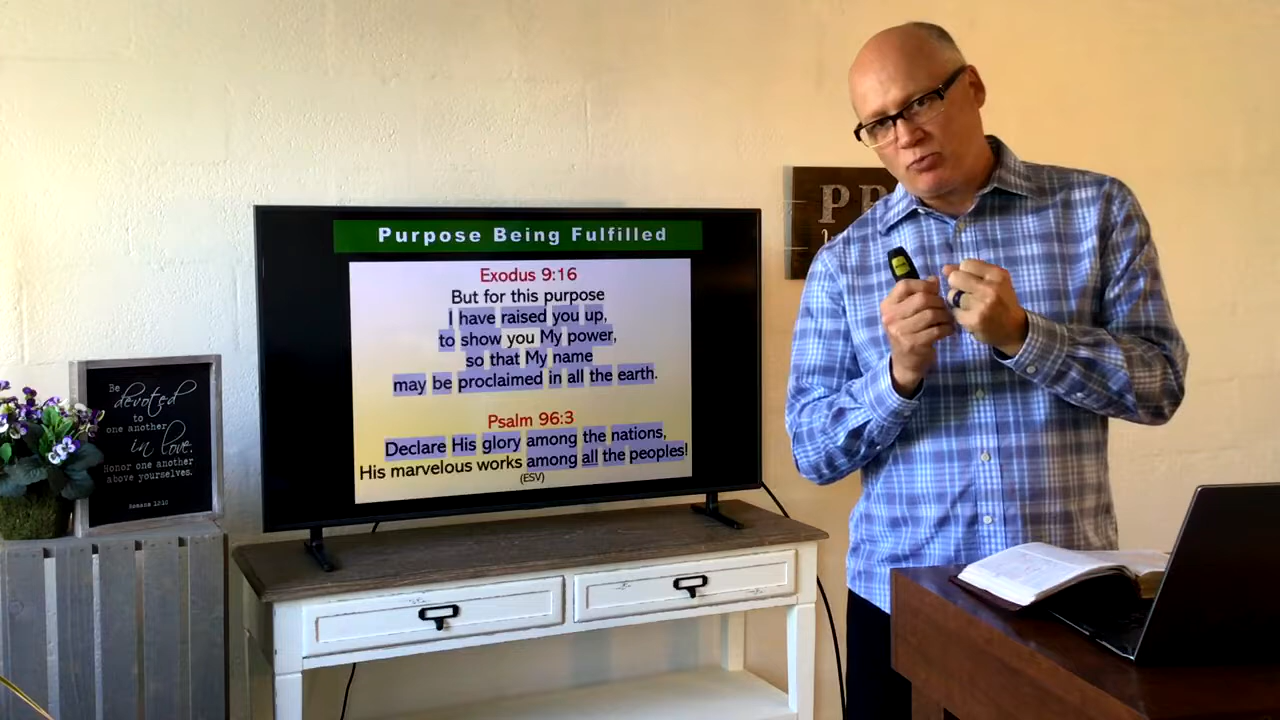 Purpose Being Fulfilled
Exodus 9:16
But for this purpose
I have raised you up,
to show you My power,
so that My name
may be proclaimed in all the earth.
Psalm 96:3
Declare His glory among the nations,
His marvelous works among all the peoples!
(ESV)
Be
devoted
to
one another
in love.
Honor one another
above yourselves.
Romans 12:10
PR